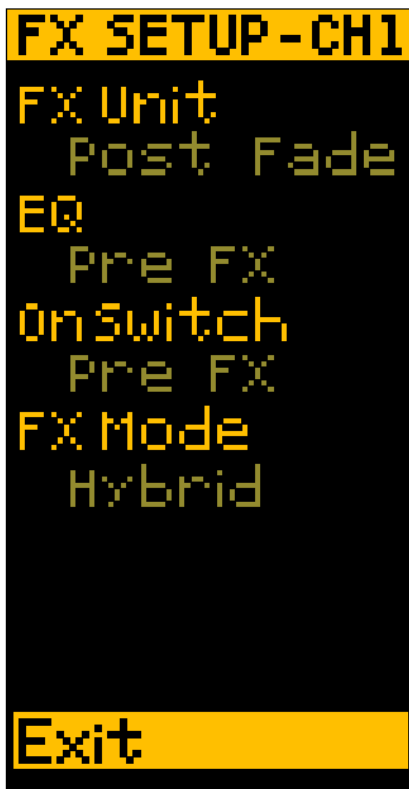 FX SETUP-CH1
FX Unit
Post Fade
EQ
Pre FX
OnSwitch
Pre FX
FX Mode
Hybrid
Exit